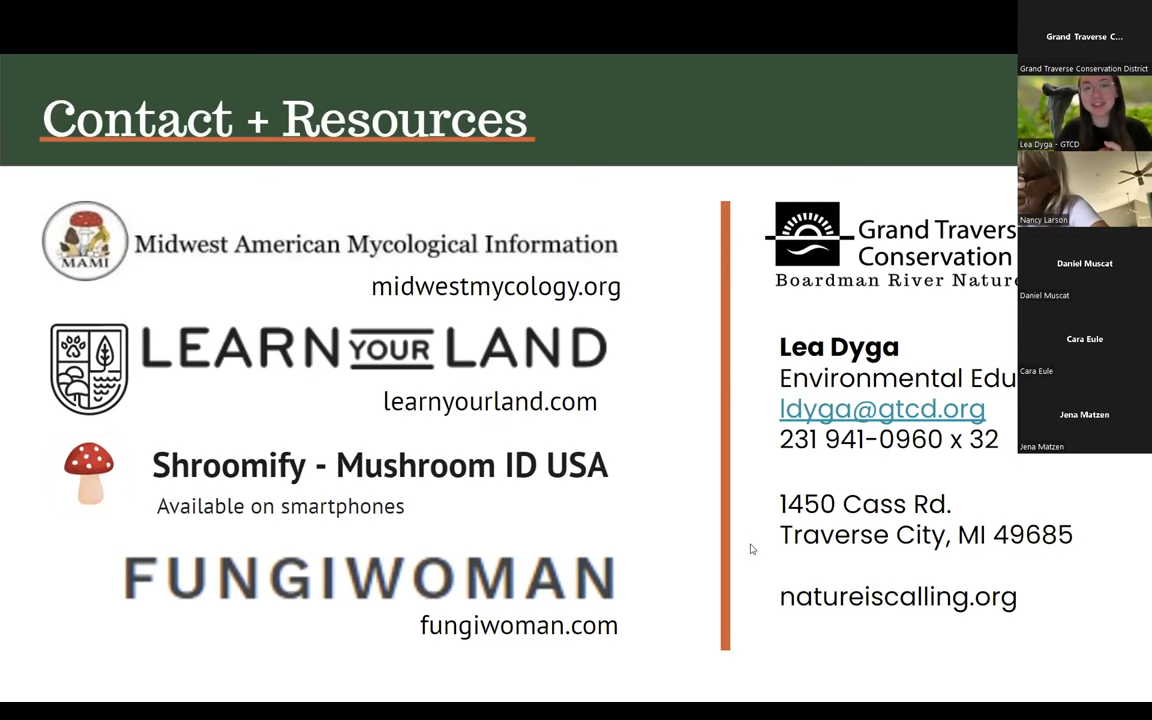 Contact + Resources
MAMI
Midwest American Mycological Information
midwestmycology.org
LEARN YOUR LAND
learnyourland.com
Shroomify - Mushroom ID USA
Available on smartphones
FUNGIWOMAN
fungiwoman.com
Grand Travers
Conservation
Boardman River Nature
Lea Dyga
Environmental Edu
ldyga@gtcd.org
231 941-0960 x 32
1450 Cass Rd.
Traverse City, MI 49685
natureiscalling.org
Grand Traverse C...
Grand Traverse Conservation District
Lea Dyga - GTCD
Nancy Larson
Daniel Muscat
Daniel Muscat
Cara Eule
Cara Eule
Jena Matzen
Jena Matzen